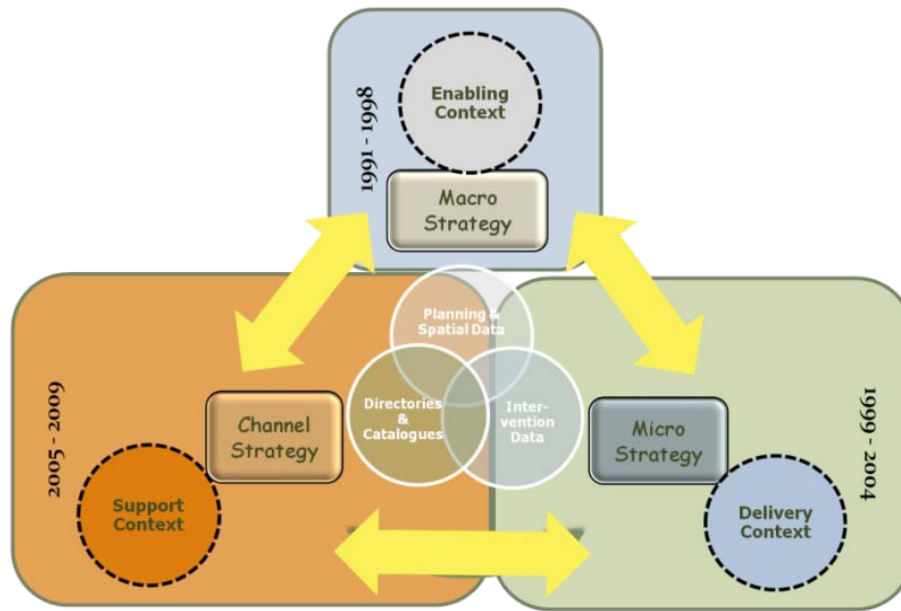 1991 - 1998
Enabling
Context
Macro
Strategy
Planning &
Spatial Data
Directories
&
Catalogues
Inter-
vention
Data
2005 - 2009
Channel
Strategy
Support
Context
Micro
Strategy
1999 - 2004
Delivery
Context